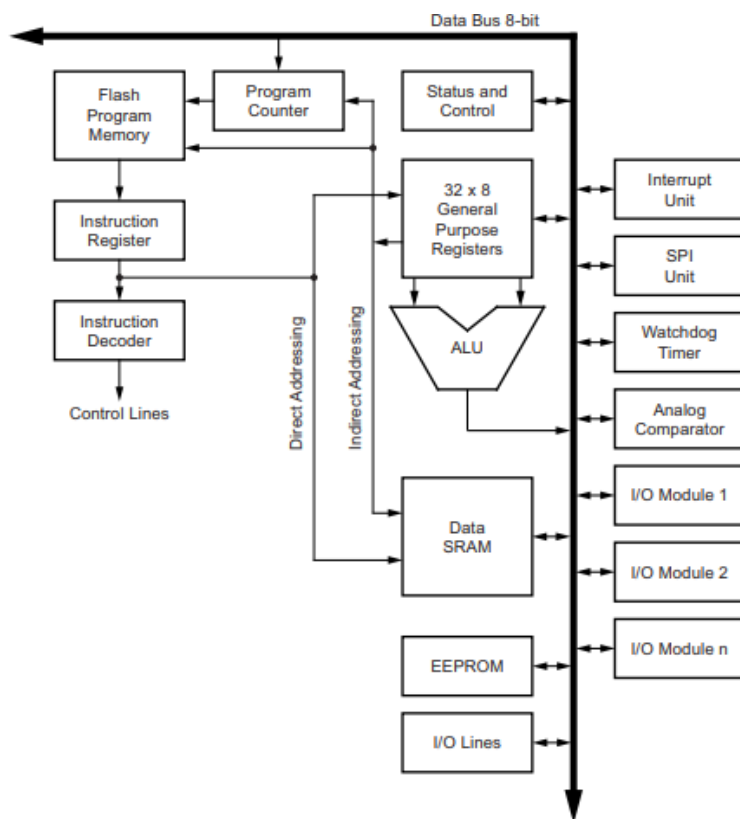 Data Bus 8-bit
Flash
Program
Memory
Program
Counter
Status and
Control
32 x 8
General
Purpose
Registers
Interrupt
Unit
Instruction
Register
SPI
Unit
Instruction
Decoder
ALU
Watchdog
Timer
Control Lines
Direct Addressing
Indirect Addressing
Analog
Comparator
Data
SRAM
I/O Module 1
I/O Module 2
EEPROM
I/O Module n
I/O Lines